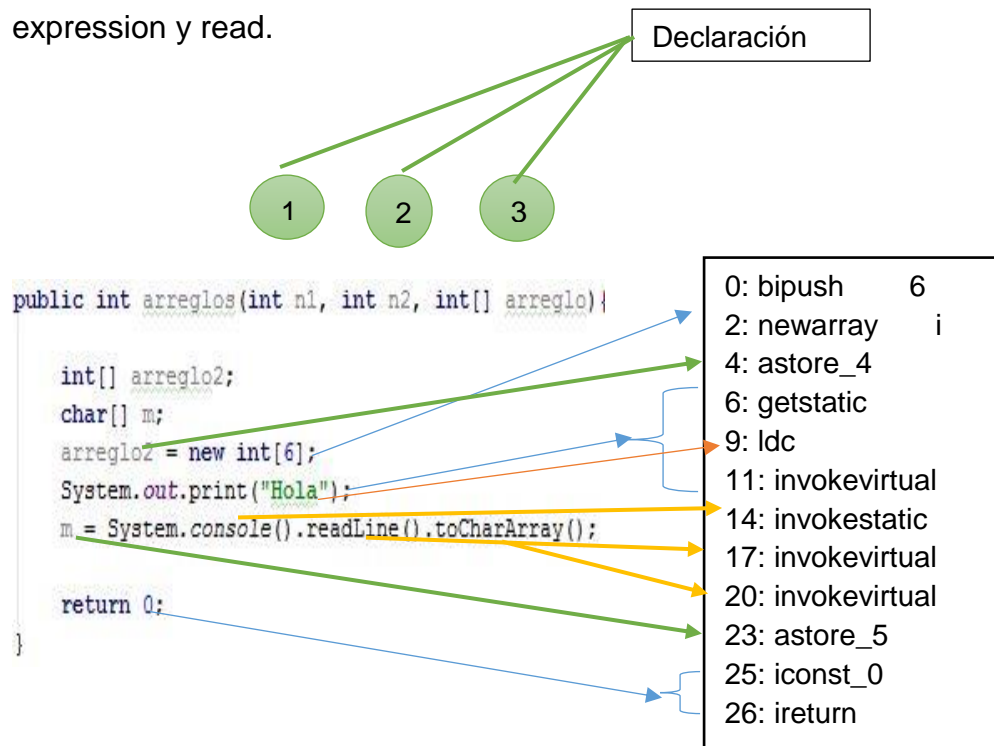 expression y read.
Declaración
1 2 3
public int arreglos(int n1, int n2, int[] arreglo){
int[] arreglo2;
char[] m;
arreglo2 = new int[6];
System.out.print("Hola");
m = System.console().readLine().toCharArray();
return 0;
}
0: bipush 6
2: newarray i
4: astore_4
6: getstatic
9: ldc
11: invokevirtual
14: invokestatic
17: invokevirtual
20: invokevirtual
23: astore_5
25: iconst_0
26: ireturn